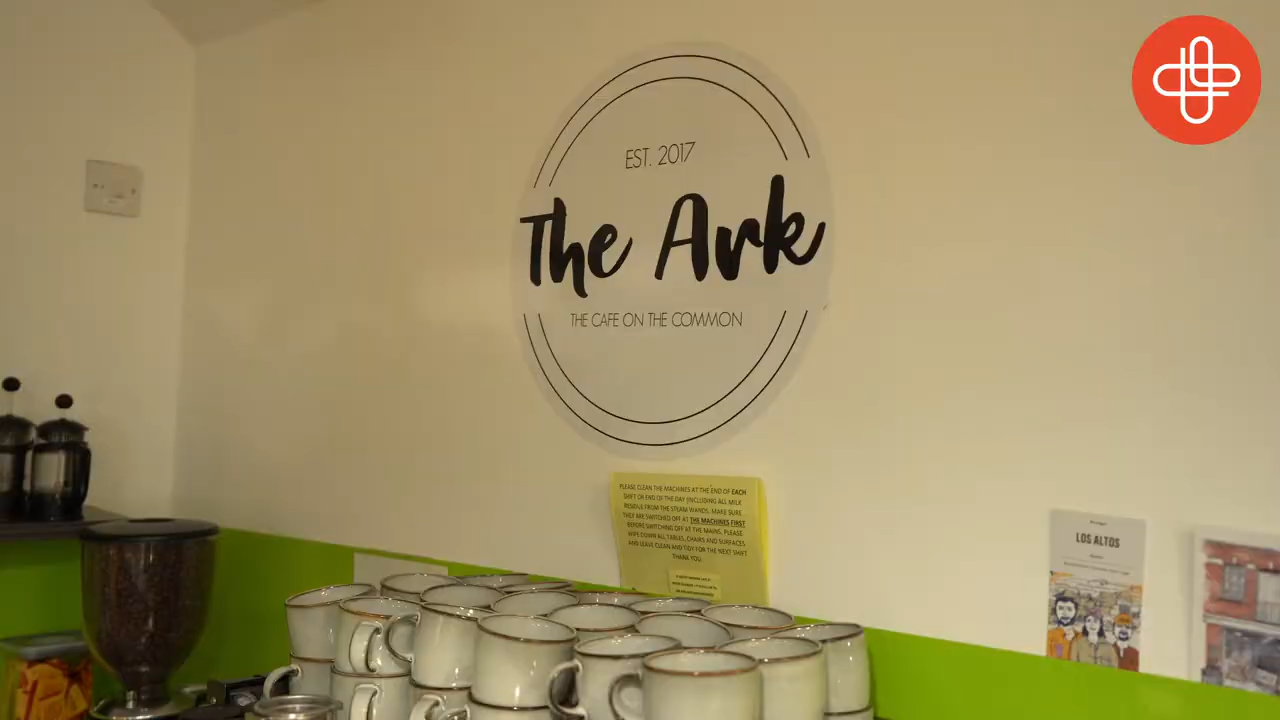 EST. 2017
The Ark
THE CAFE ON THE COMMON
PLEASE CLEAN THE MACHINES AT THE END OF EACH
SHIFT OR END OF THE DAY (INCLUDING ALL MILK
RESIDUE FROM THE STEAM WANDS). MAKE SURE
THEY ARE SWITCHED OFF AT THE MACHINES FIRST
BEFORE SWITCHING OFF AT THE MAINS. PLEASE
WIPE DOWN ALL TABLES, CHAIRS AND SURFACES
AND LEAVE CLEAN AND TIDY FOR THE NEXT SHIFT
THANK YOU.
LOS ALTOS